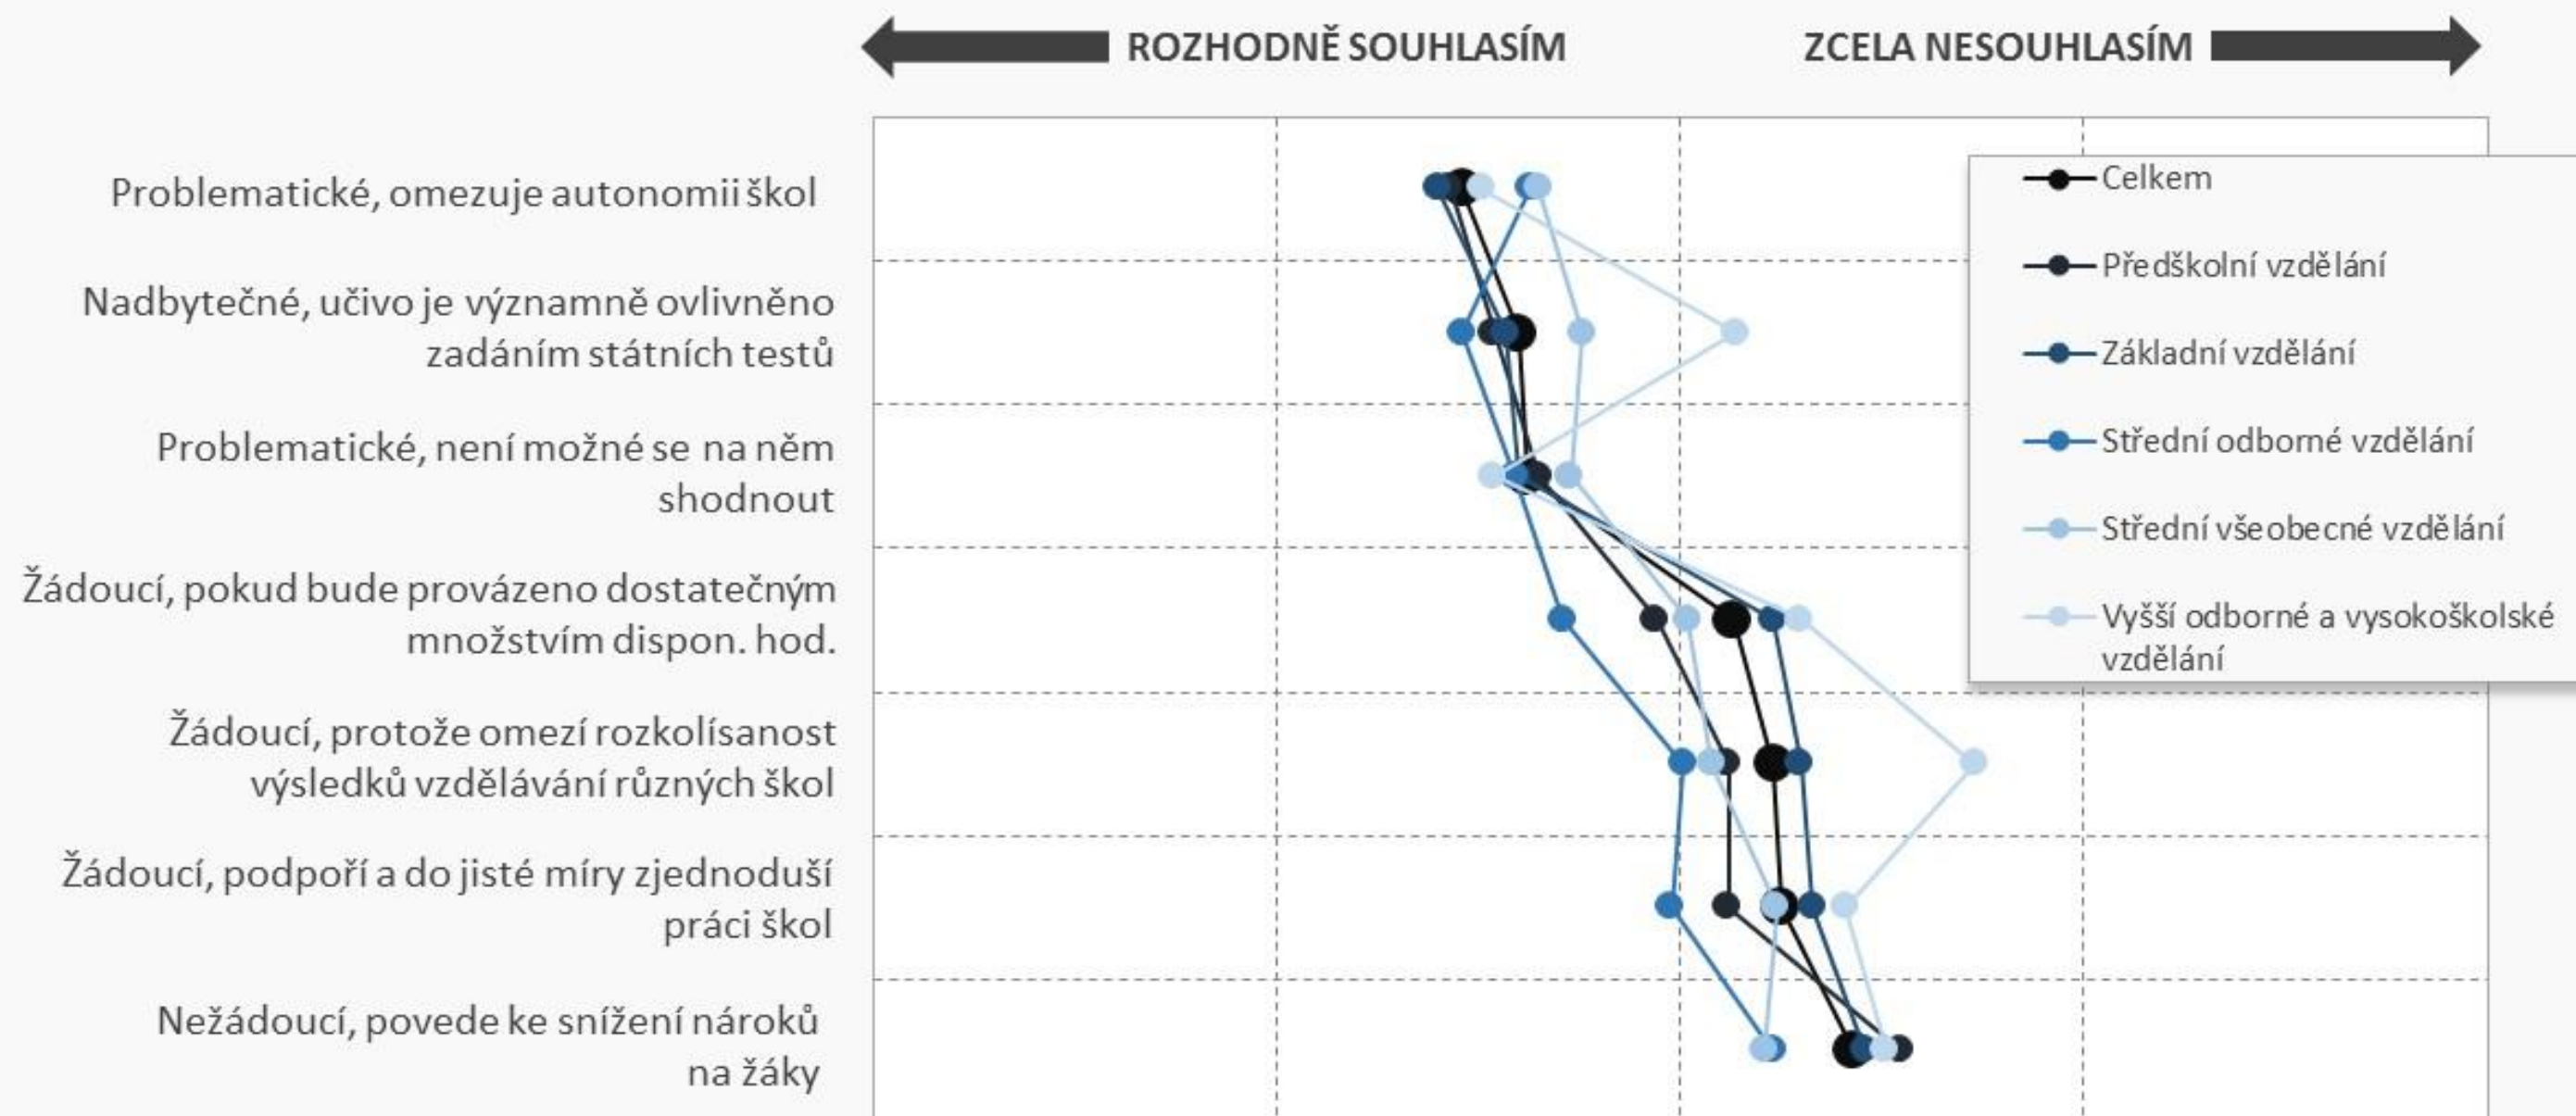 ROZHODNĚ SOUHLASÍM
ZCELA NESOUHLASÍM
Problematické, omezuje autonomii škol
Nadbytečné, učivo je významně ovlivněno
zadáním státních testů
Problematické, není možné se na něm
shodnout
Žádoucí, pokud bude provázeno dostatečným
množstvím dispon. hod.
Žádoucí, protože omezí rozkolísanost
výsledků vzdělávání různých škol
Žádoucí, podpoří a do jisté míry zjednoduší
práci škol
Nežádoucí, povede ke snížení nároků
na žáky
Celkem
Předškolní vzdělání
Základní vzdělání
Střední odborné vzdělání
Střední všeobecné vzdělání
Vyšší odborné a vysokoškolské
vzdělání